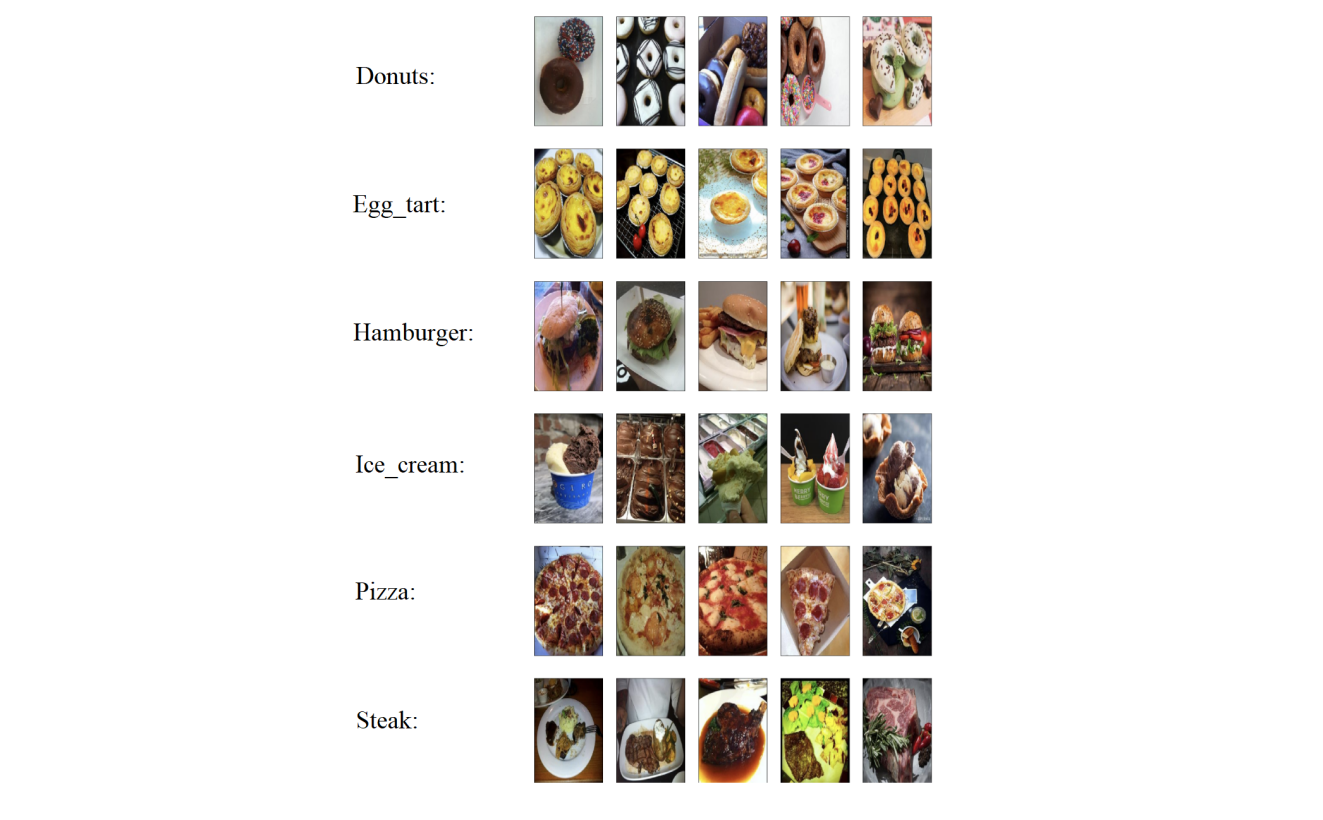 Donuts:
Egg_tart:
Hamburger:
Ice_cream:
Pizza:
Steak: